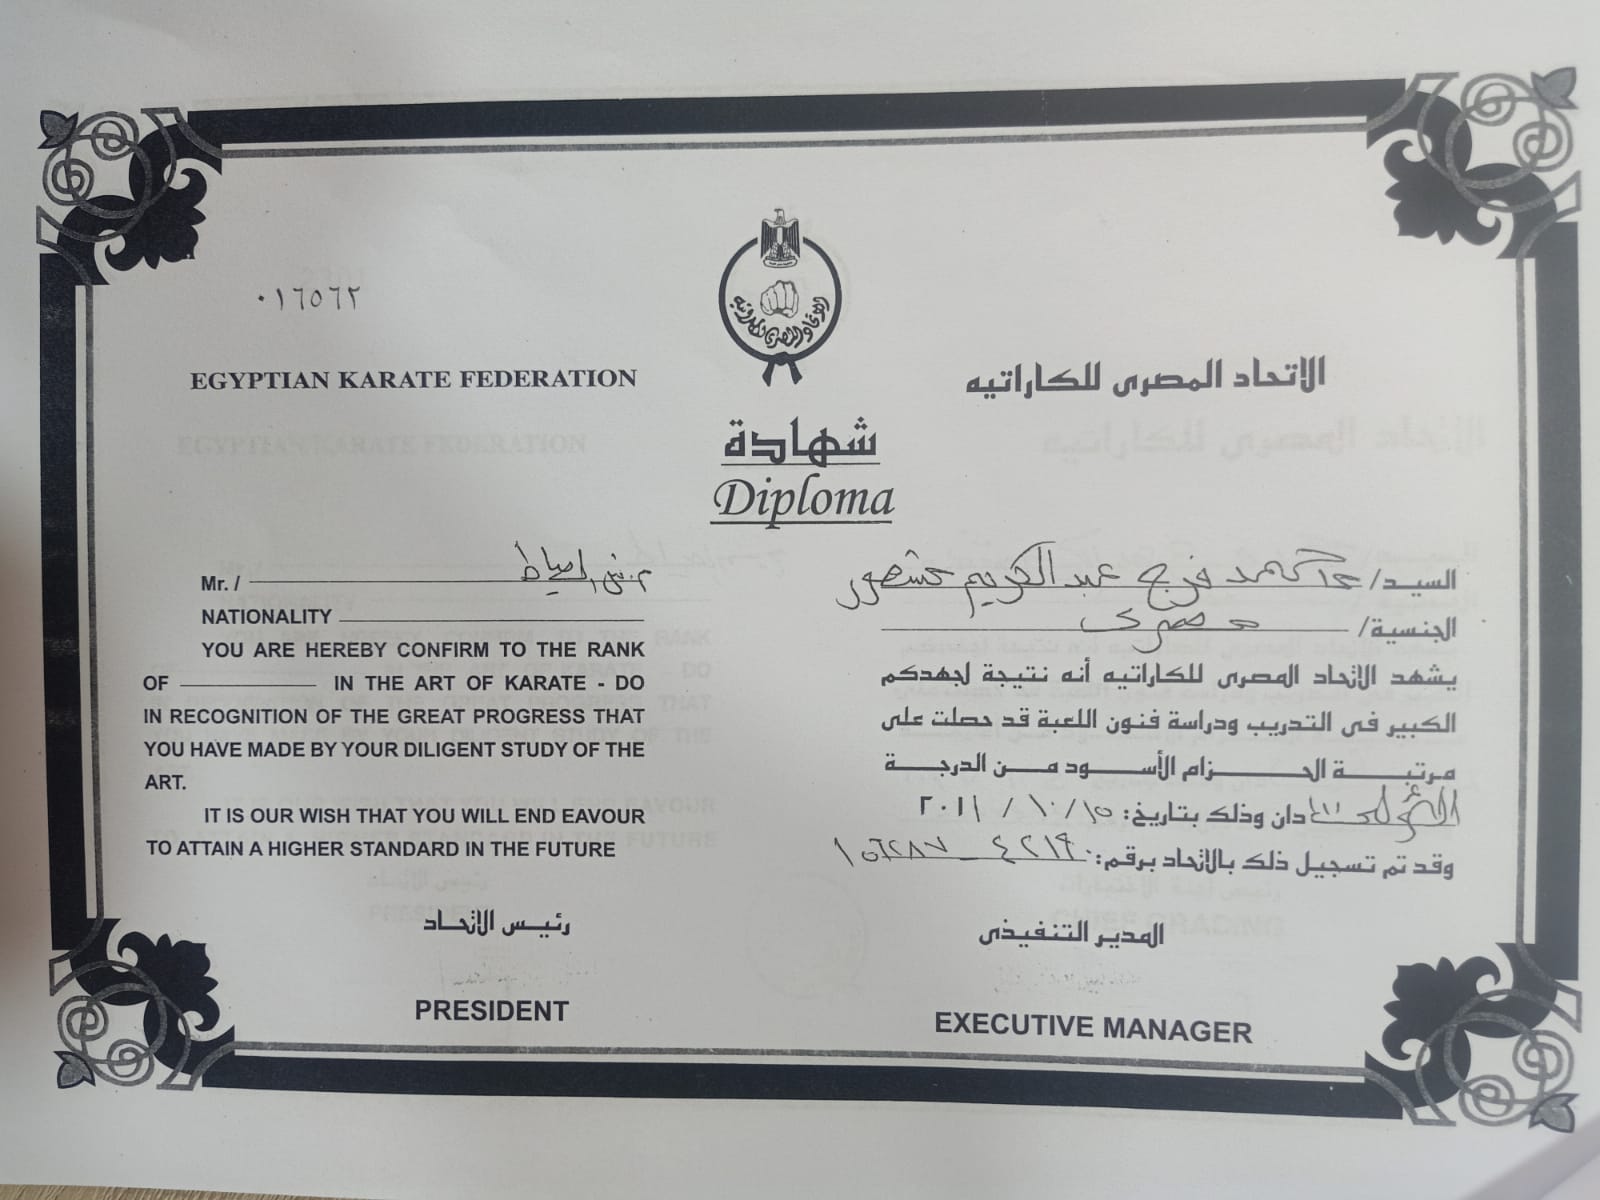 ٠١٦٥٦٢
EGYPTIAN KARATE FEDERATION
الإتحاد المصرى للكاراتيه
شهادة
Diploma
Mr. /
NATIONALITY
YOU ARE HEREBY CONFIRM TO THE RANK
OF IN THE ART OF KARATE - DO
IN RECOGNITION OF THE GREAT PROGRESS THAT
YOU HAVE MADE BY YOUR DILIGENT STUDY OF THE
ART.
IT IS OUR WISH THAT YOU WILL END EAVOUR
TO ATTAIN A HIGHER STANDARD IN THE FUTURE
السيد/ فرج عبد الكريم
الجنسية/ مصرى
يشهد الاتحاد المصرى للكاراتيه أنه نتيجة لجهدكم
الكبير فى التدريب ودراسة فنون اللعبة قد حصلت على
مرتبة الحزام الأسود من الدرجة
دان وذلك بتاريخ: ١٥/ ١٠/ ٢٠١١
وقد تم تسجيل ذلك بالاتحاد برقم:
رئيس الاتحاد
PRESIDENT
المدير التنفيذى
EXECUTIVE MANAGER